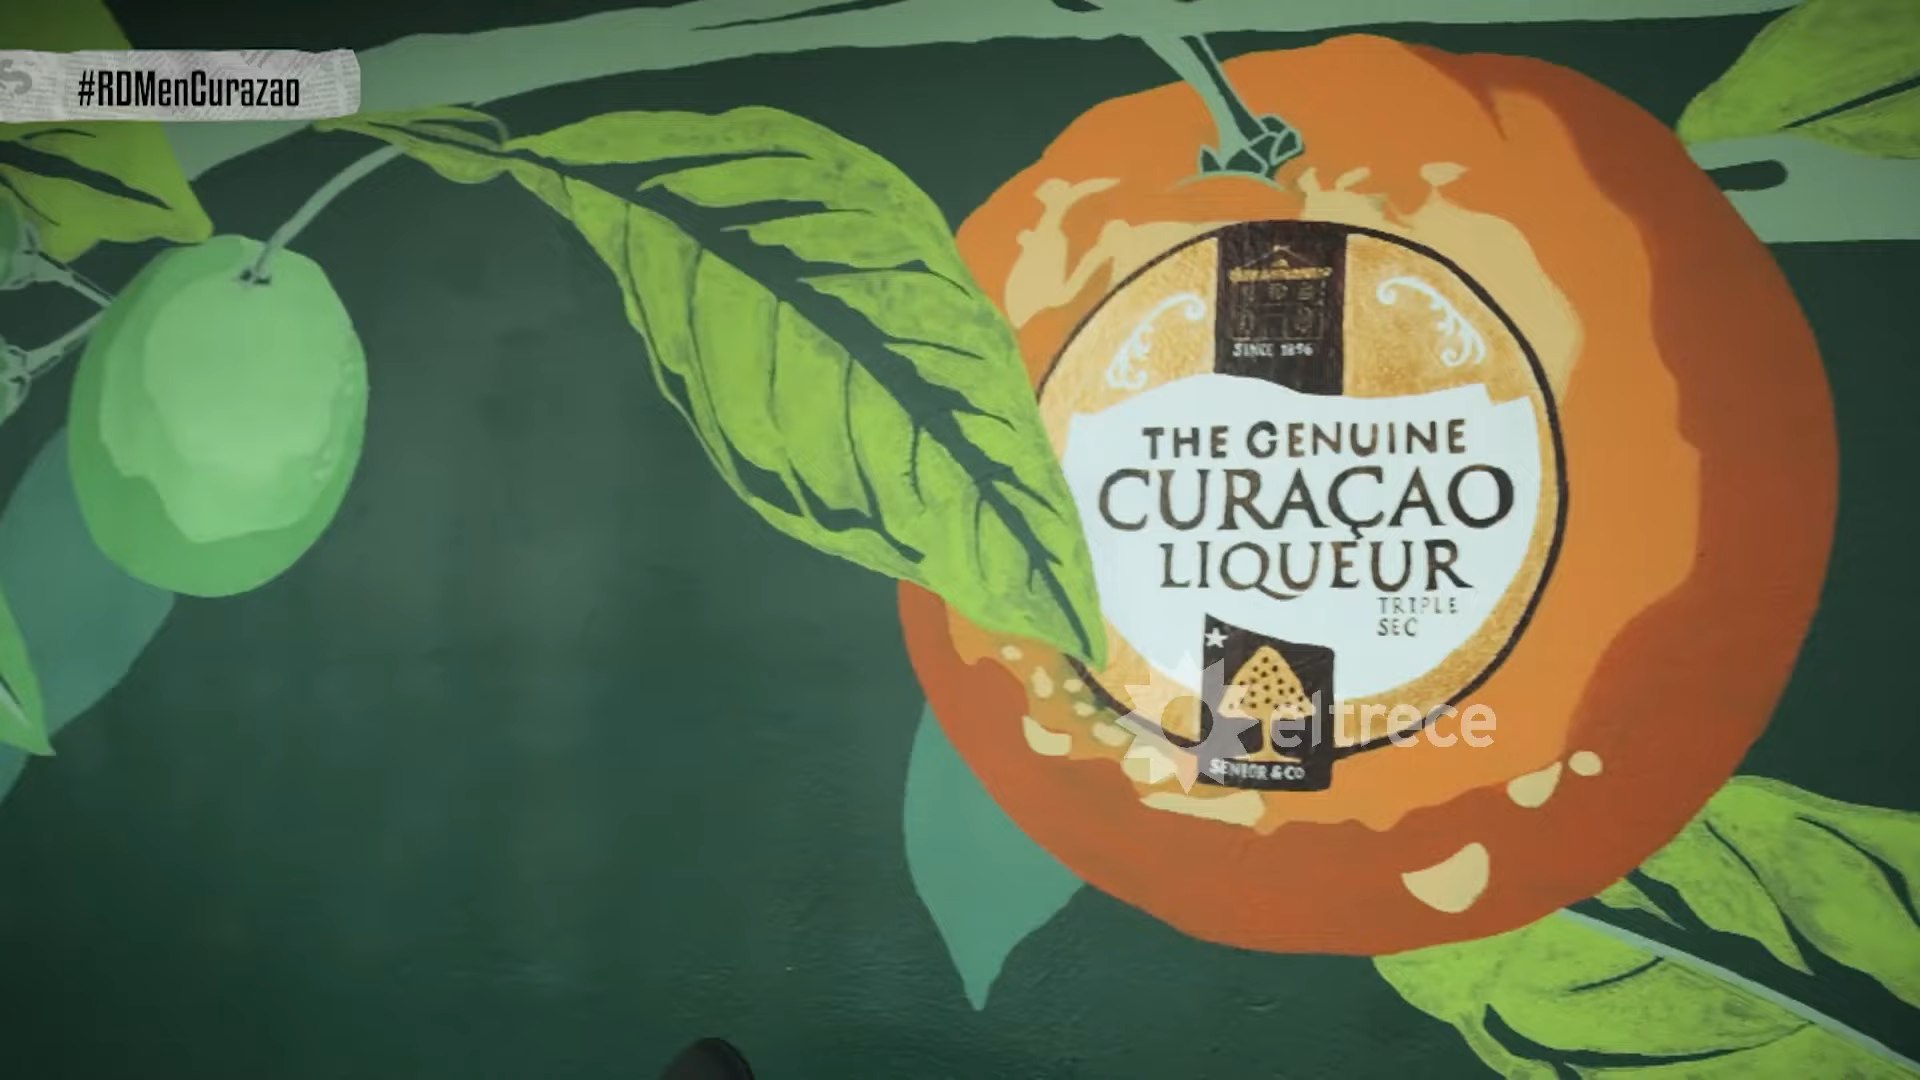 #RDMenCurazao
SINCE 1896
THE GENUINE
CURAÇAO
LIQUEUR
TRIPLE
SEC
eltrece
SENIOR & CO